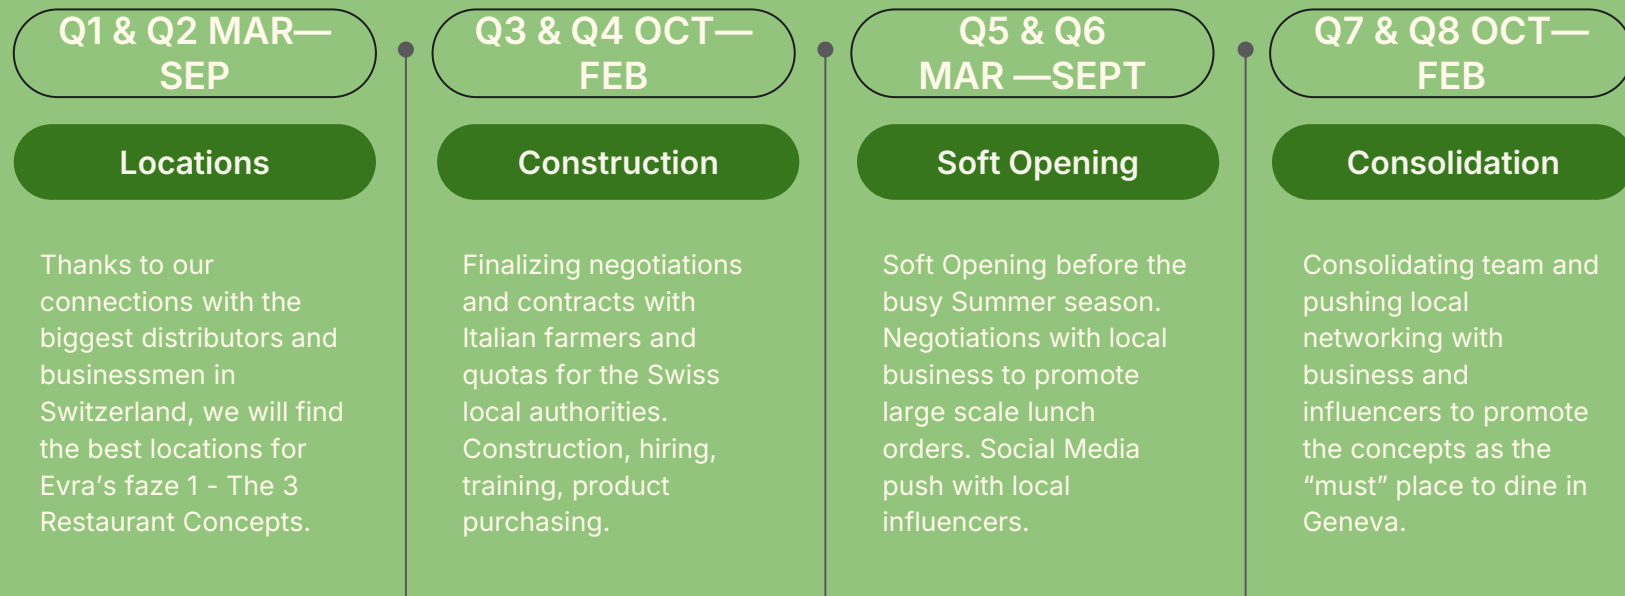 Q1 & Q2 MAR—
SEP
Locations
Thanks to our
connections with the
biggest distributors and
businessmen in
Switzerland, we will find
the best locations for
Evra’s faze 1 - The 3
Restaurant Concepts.
Q3 & Q4 OCT—
FEB
Construction
Finalizing negotiations
and contracts with
Italian farmers and
quotas for the Swiss
local authorities.
Construction, hiring,
training, product
purchasing.
Q5 & Q6
MAR —SEPT
Soft Opening
Soft Opening before the
busy Summer season.
Negotiations with local
business to promote
large scale lunch
orders. Social Media
push with local
influencers.
Q7 & Q8 OCT—
FEB
Consolidation
Consolidating team and
pushing local
networking with
business and
influencers to promote
the concepts as the
“must” place to dine in
Geneva.